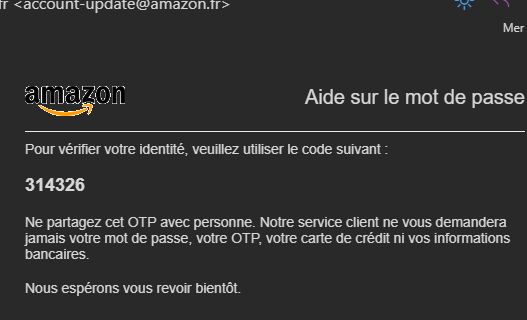 fr <account-update@amazon.fr>
Mer
amazon
Aide sur le mot de passe
Pour vérifier votre identité, veuillez utiliser le code suivant :
314326
Ne partagez cet OTP avec personne. Notre service client ne vous demandera
jamais votre mot de passe, votre OTP, votre carte de crédit ni vos informations
bancaires.
Nous espérons vous revoir bientôt.